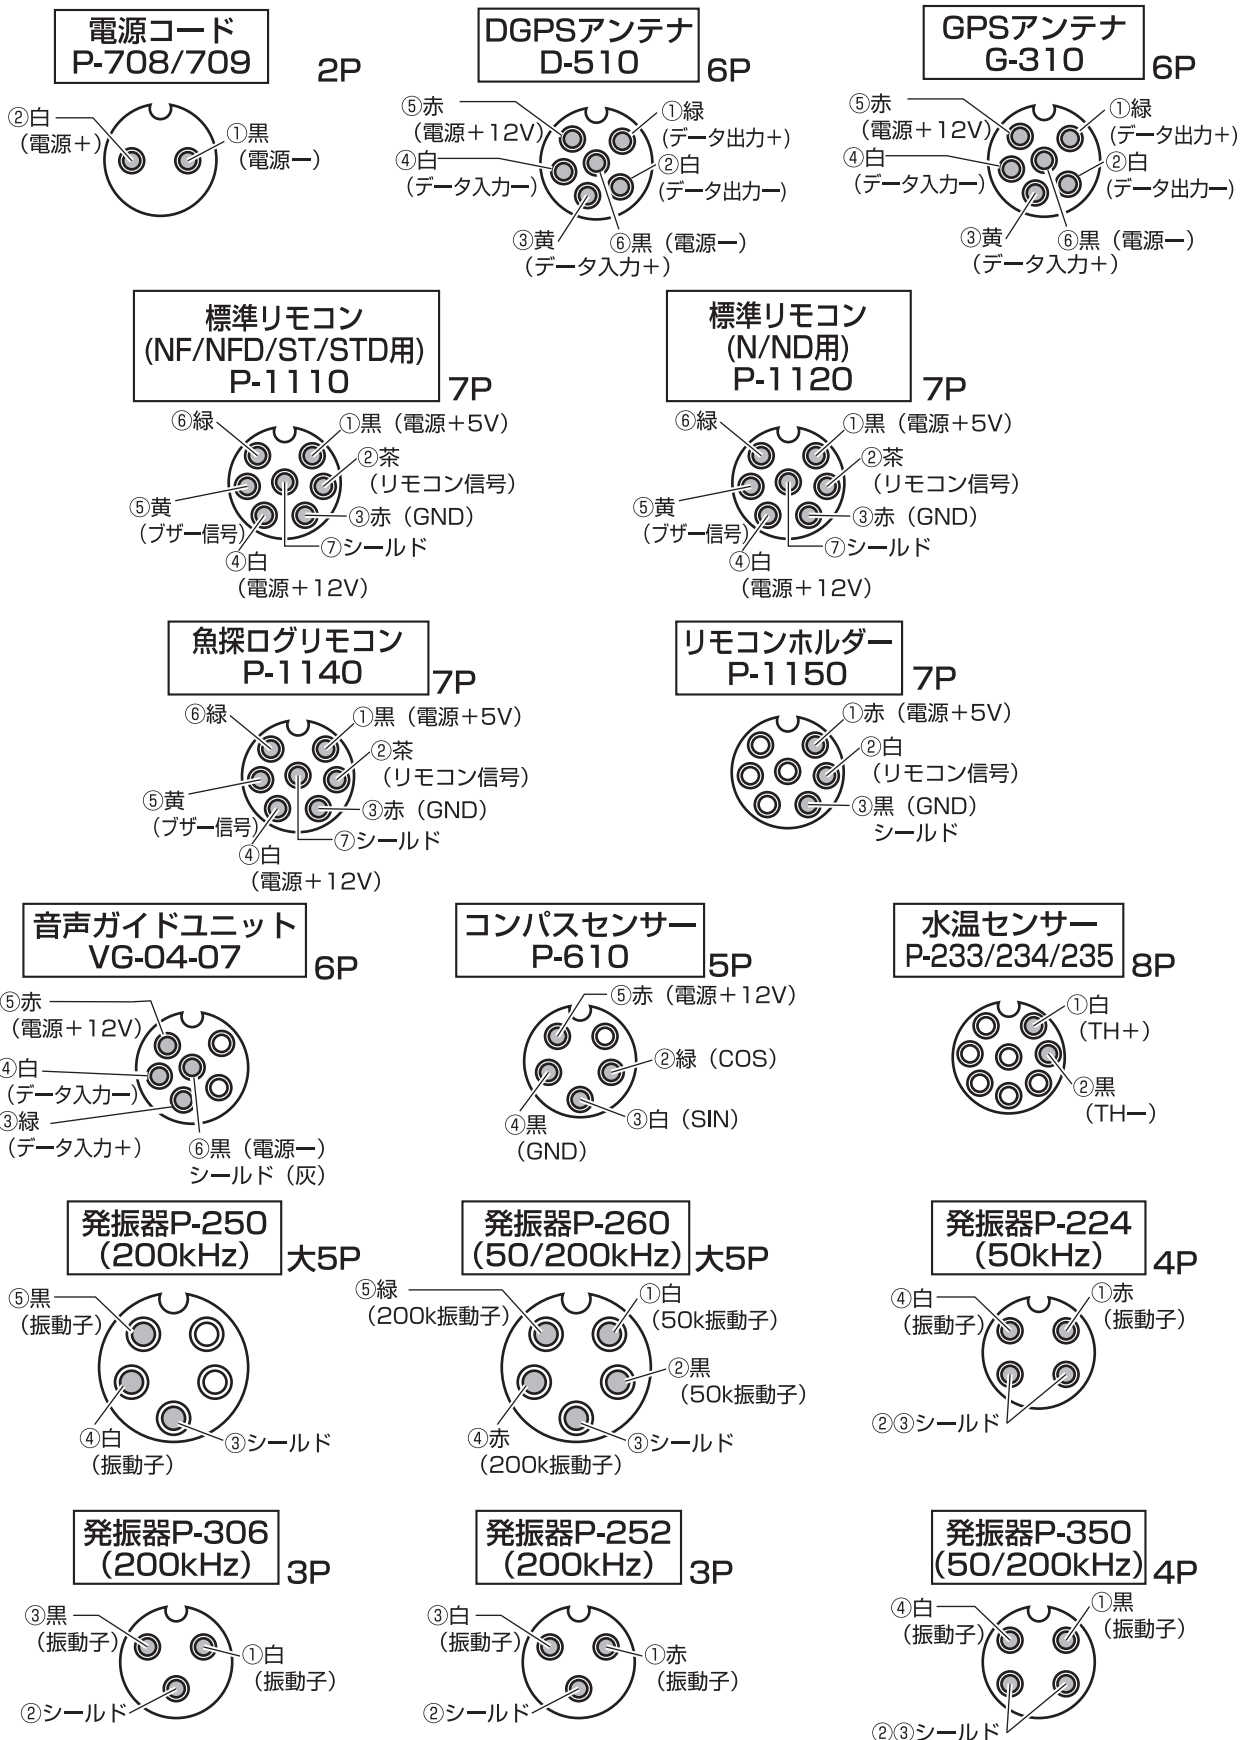 電源コード
P-708/709
2P
②白
(電源＋)
①黒
(電源ー)
DGPSアンテナ
D-510
6P
⑤赤
(電源＋12V)
①緑
(データ出力＋)
④白
(データ入力ー)
②白
(データ出力ー)
③黄
(データ入力＋)
⑥黒（電源ー）
GPSアンテナ
G-310
6P
⑤赤
(電源＋12V)
①緑
(データ出力＋)
④白
(データ入力ー)
②白
(データ出力ー)
③黄
(データ入力＋)
⑥黒（電源ー）
標準リモコン
(NF/NFD/ST/STD用)
P-1110
7P
⑥緑
①黒（電源＋5V）
②茶
(リモコン信号)
⑤黄
(ブザー信号)
③赤（GND）
⑦シールド
④白
(電源＋12V)
標準リモコン
(N/ND用)
P-1120
7P
⑥緑
①黒（電源＋5V）
②茶
(リモコン信号)
⑤黄
(ブザー信号)
③赤（GND）
⑦シールド
④白
(電源＋12V)
魚探ログリモコン
P-1140
7P
⑥緑
①黒（電源＋5V）
②茶
(リモコン信号)
⑤黄
(ブザー信号)
③赤（GND）
⑦シールド
④白
(電源＋12V)
リモコンホルダー
P-1150
7P
①赤（電源＋5V）
②白
(リモコン信号)
③黒（GND）
シールド
音声ガイドユニット
VG-04-07
6P
⑤赤
(電源＋12V)
④白
(データ入力ー)
③緑
(データ入力＋)
⑥黒（電源ー）
シールド（灰）
コンパスセンサー
P-610
5P
⑤赤（電源＋12V）
②緑（COS）
③白（SIN）
④黒
(GND)
水温センサー
P-233/234/235
8P
①白
(TH＋)
②黒
(THー)
発振器P-250
(200kHz)
大5P
⑤黒
(振動子)
④白
(振動子)
③シールド
発振器P-260
(50/200kHz)
大5P
⑤緑
(200k振動子)
①白
(50k振動子)
②黒
(50k振動子)
④赤
(200k振動子)
③シールド
発振器P-224
(50kHz)
4P
④白
(振動子)
①赤
(振動子)
②③シールド
発振器P-306
(200kHz)
3P
③黒
(振動子)
①白
(振動子)
②シールド
発振器P-252
(200kHz)
3P
③白
(振動子)
①赤
(振動子)
②シールド
発振器P-350
(50/200kHz)
4P
④白
(振動子)
①黒
(振動子)
②③シールド